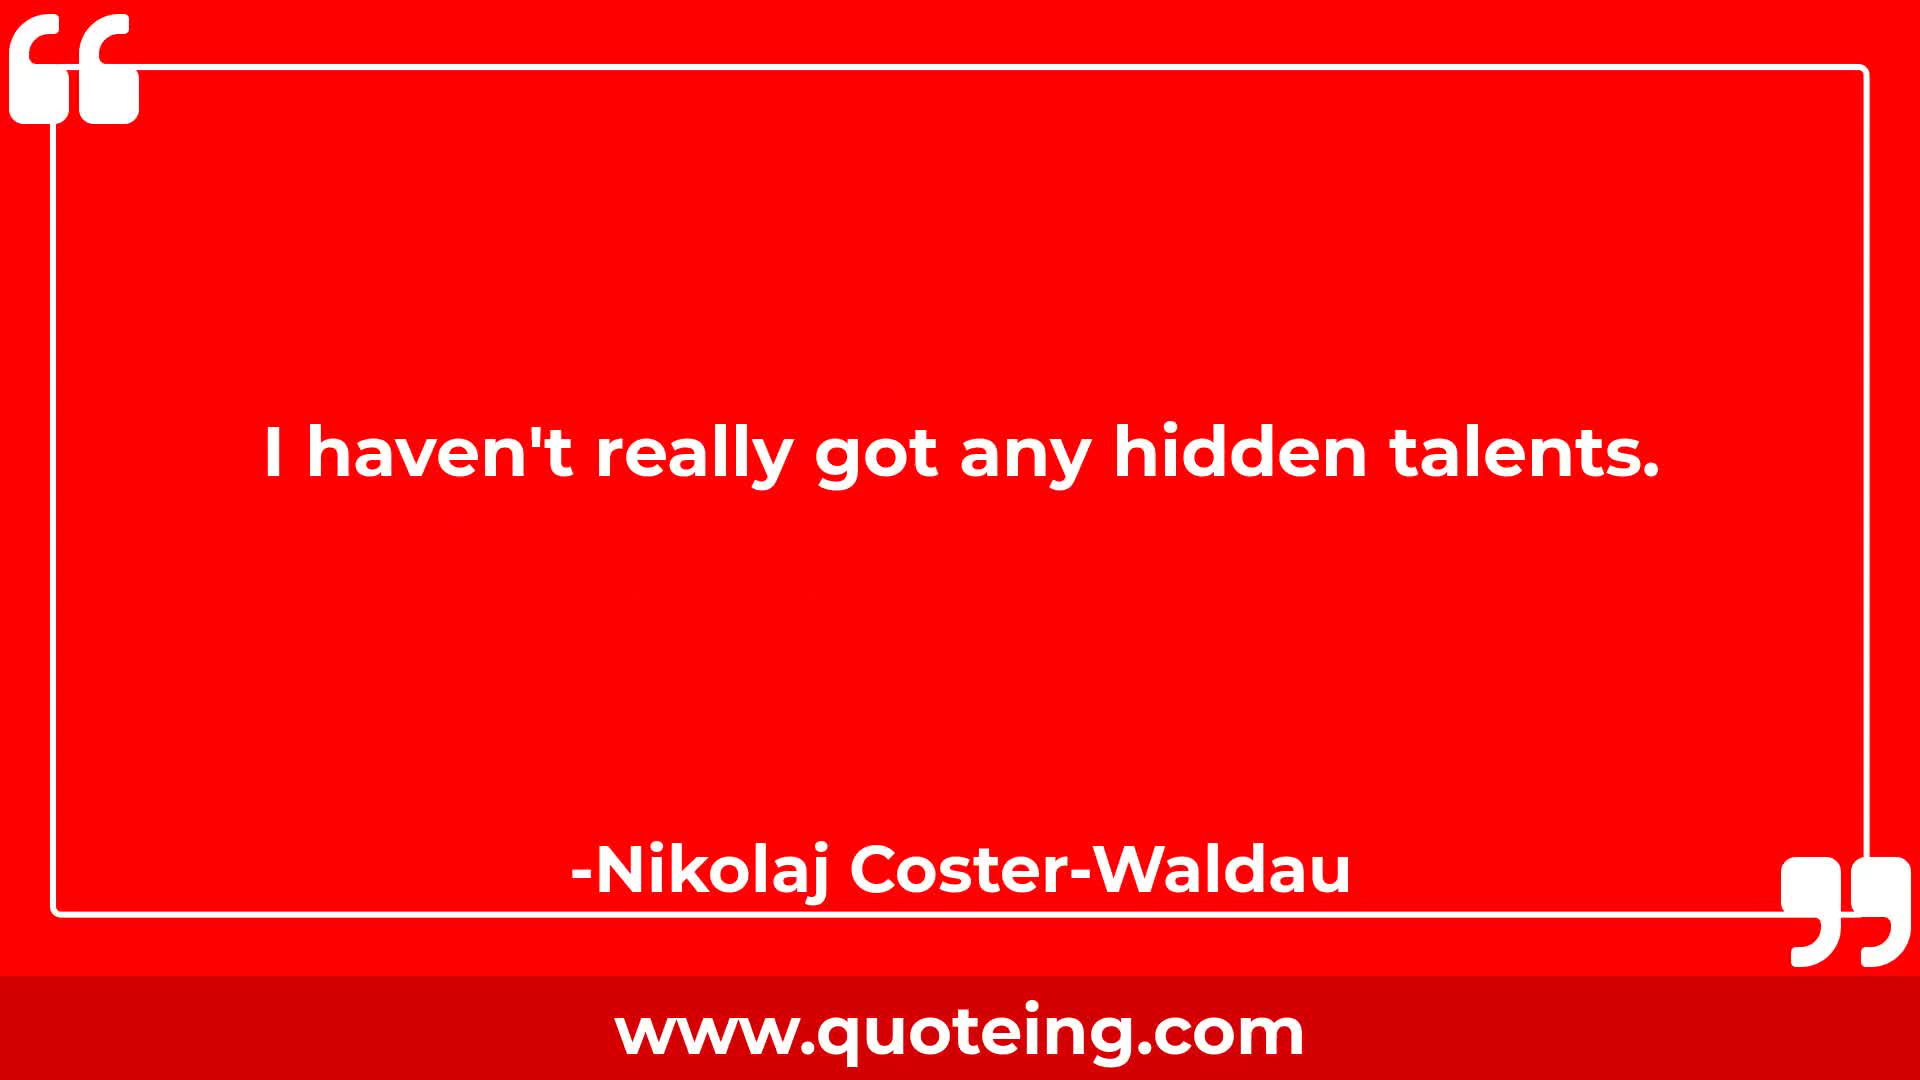 I haven't really got any hidden talents.
-Nikolaj Coster-Waldau
www.quoteing.com